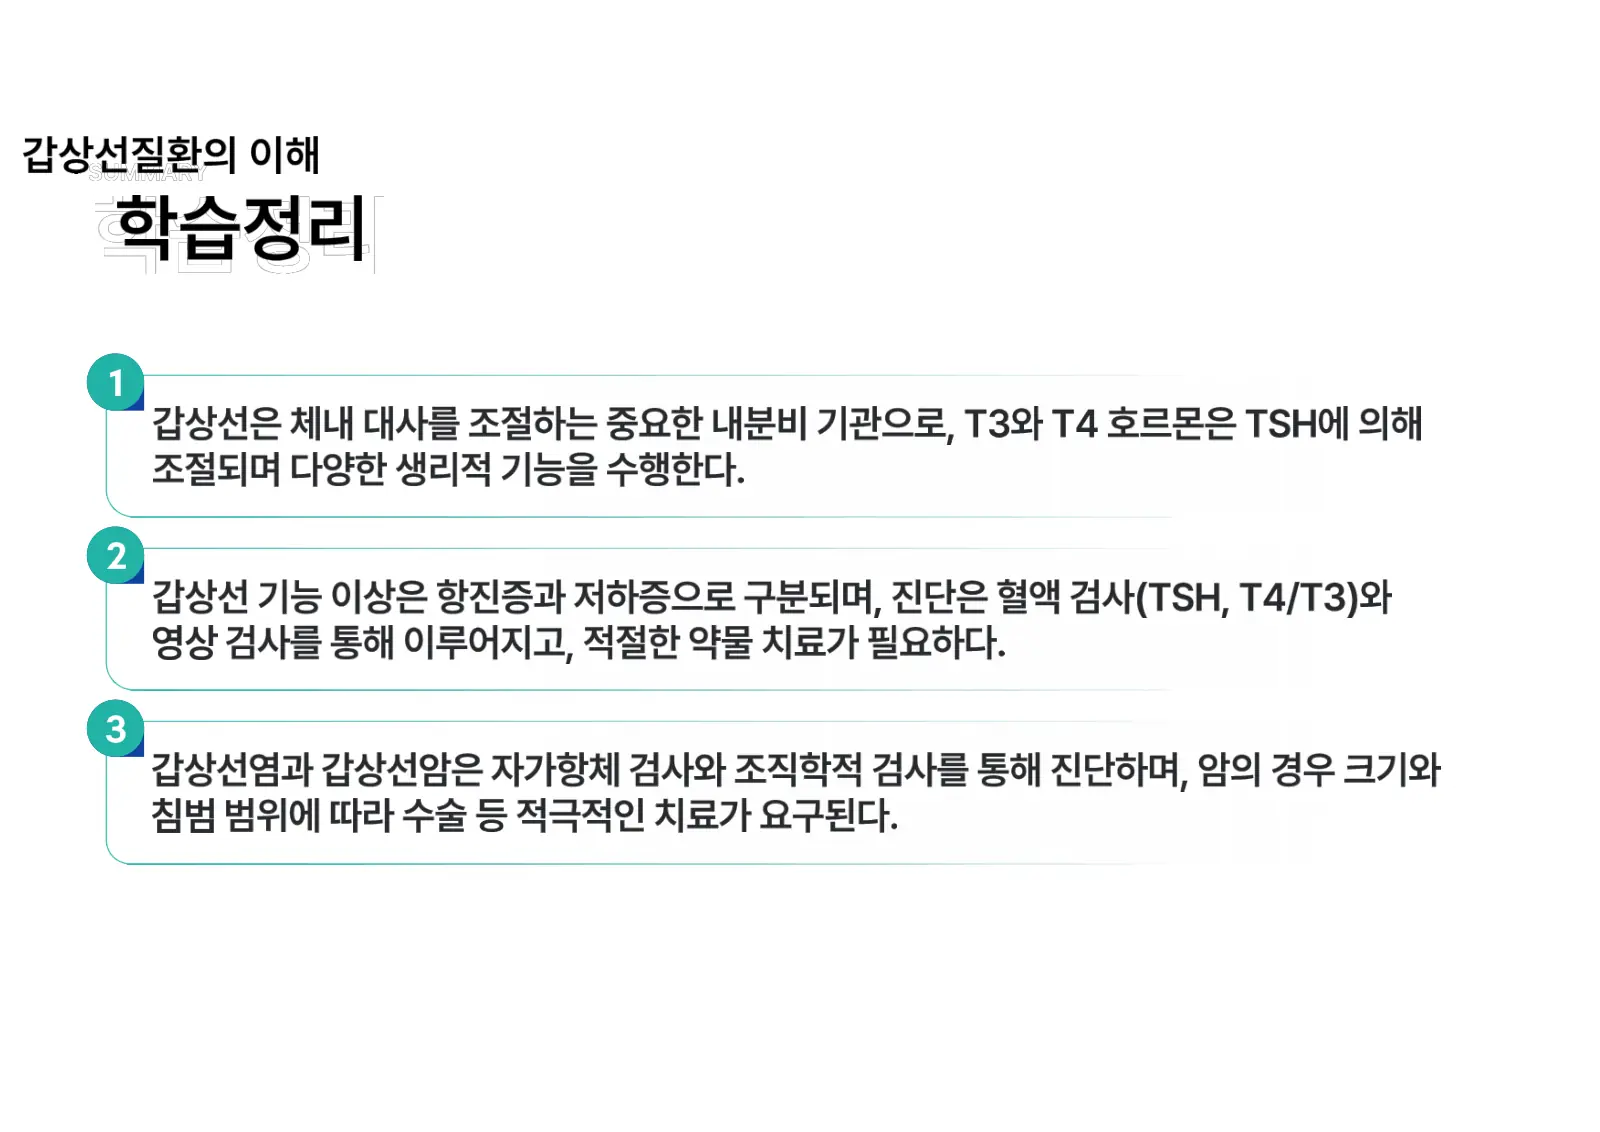 갑상선질환의 이해
SUMMARY
학습정리
1
갑상선은 체내 대사를 조절하는 중요한 내분비 기관으로, T3와 T4 호르몬은 TSH에 의해
조절되며 다양한 생리적 기능을 수행한다.
2
갑상선 기능 이상은 항진증과 저하증으로 구분되며, 진단은 혈액 검사(TSH, T4/T3)와
영상 검사를 통해 이루어지고, 적절한 약물 치료가 필요하다.
3
갑상선염과 갑상선암은 자가항체 검사와 조직학적 검사를 통해 진단하며, 암의 경우 크기와
침범 범위에 따라 수술 등 적극적인 치료가 요구된다.